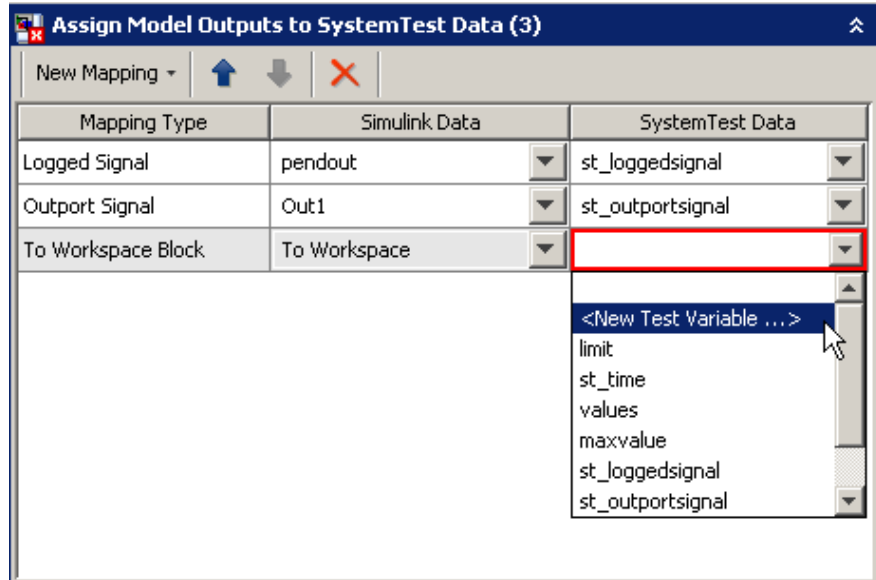 Assign Model Outputs to SystemTest Data (3)
New Mapping
Mapping Type Simulink Data SystemTest Data
Logged Signal pendout st_loggedsignal
Outport Signal Out1 st_outportsignal
To Workspace Block To Workspace
<New Test Variable ...>
limit
st_time
values
maxvalue
st_loggedsignal
st_outportsignal